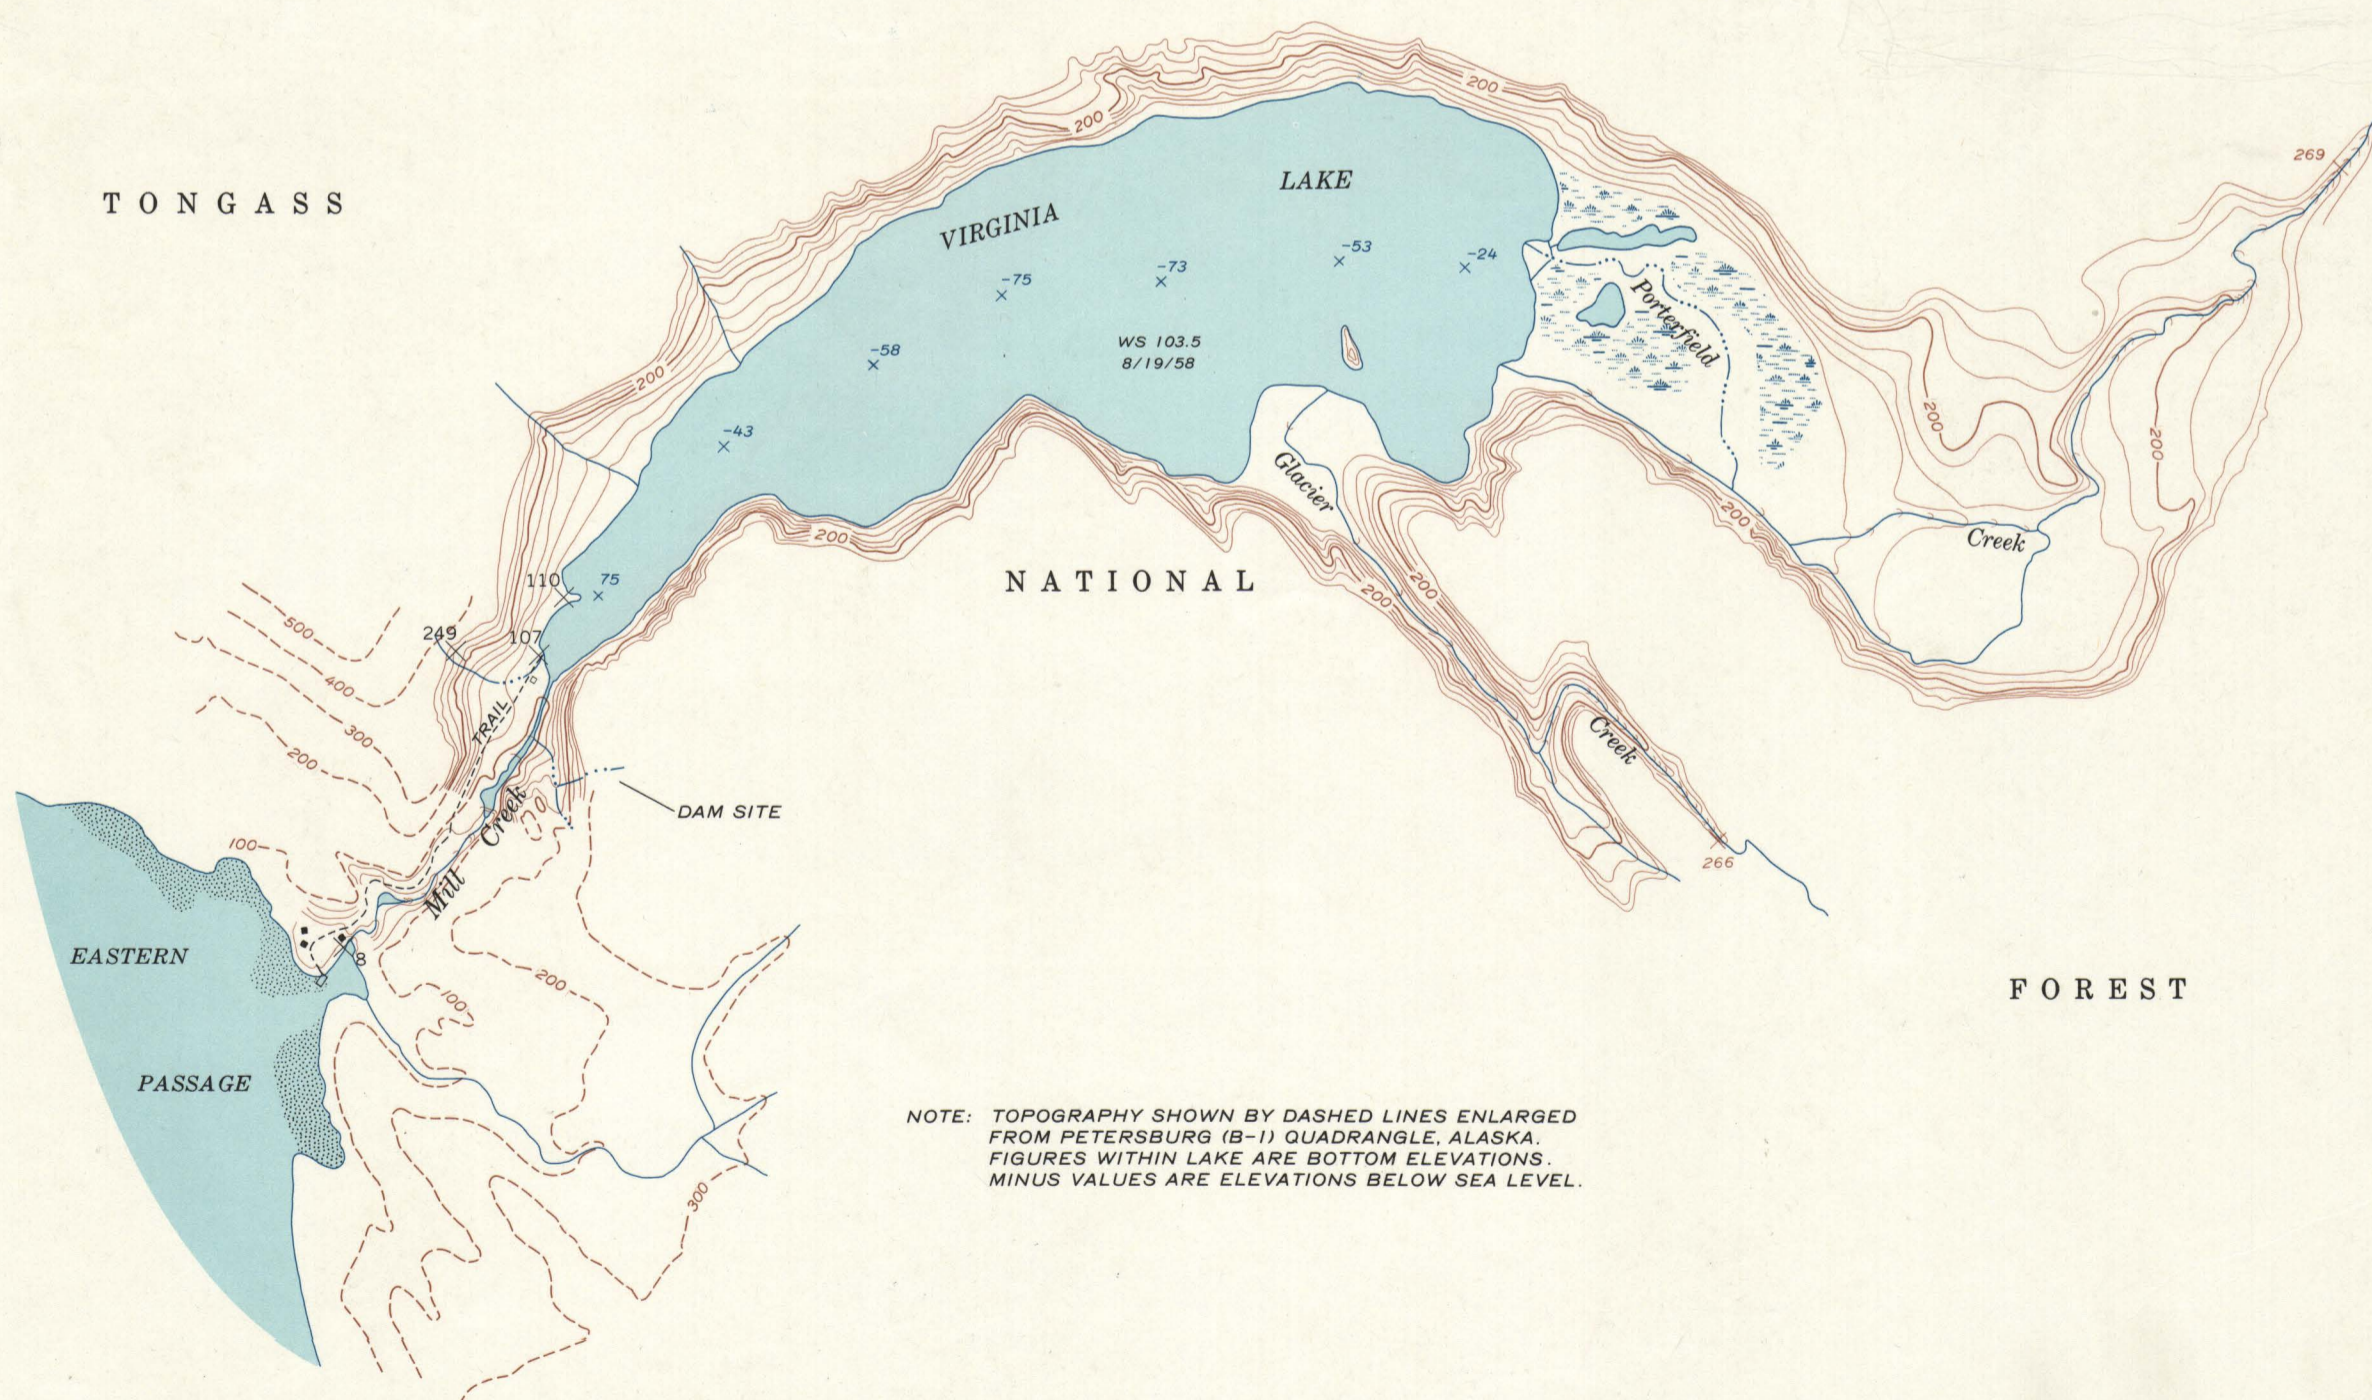 200
200
269
TONGASS
LAKE
VIRGINIA
-53
-24
-73
-75
Porterfield
WS 103.5
8/19/58
-58
200
200
-43
200
Glacier
200
200
Creek
NATIONAL
110
75
200
200
500
249
107
400
TRAIL
300
Creek
200
DAM SITE
Creek
100
266
Mill
EASTERN
8
200
FOREST
100
PASSAGE
NOTE: TOPOGRAPHY SHOWN BY DASHED LINES ENLARGED
FROM PETERSBURG (B-1) QUADRANGLE, ALASKA.
FIGURES WITHIN LAKE ARE BOTTOM ELEVATIONS.
MINUS VALUES ARE ELEVATIONS BELOW SEA LEVEL.
300